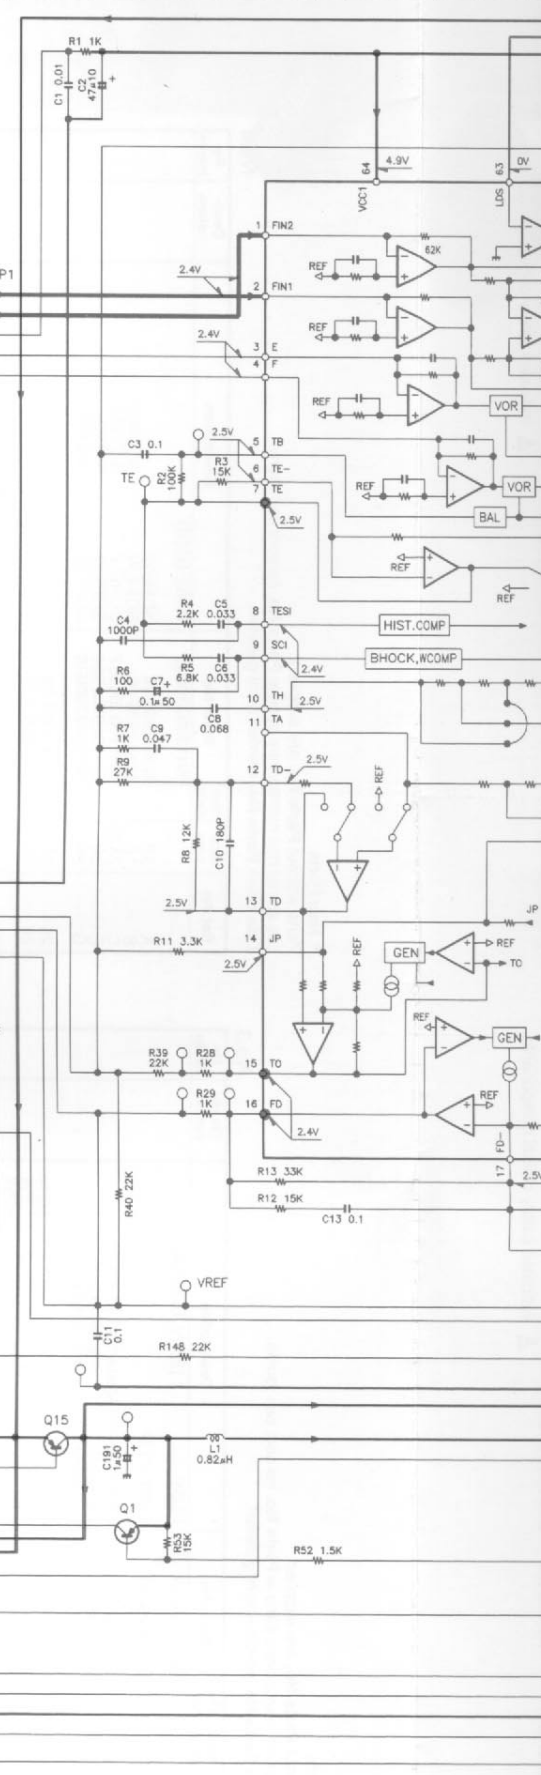 R1 1K
C1 0.01
C2
47µ10
+
64
4.9V
VCC1
63
0V
LDS
1
FIN2
62K
REF
2.4V
P1
2
FIN1
REF
2.4V
3
E
4
F
REF
VOR
C3 0.1
2.5V
5
TB
TE
R2
100K
R3
15K
6
TE-
7
TE
2.5V
REF
VOR
BAL
REF
REF
R4
2.2K
C5
0.033
8
TESI
HIST.COMP
C4
1000P
9
SCI
BHOCK,WCOMP
R5
6.8K
C6
0.033
2.4V
R6
100
C7+
0.1µ50
C8
0.068
10
TH
2.5V
11
TA
R7
1K
C9
0.047
R9
27K
12
TD-
2.5V
REF
R8 12K
C10 180P
2.5V
13
TD
R11 3.3K
14
JP
2.5V
REF
JP
GEN
REF
TO
REF
GEN
R39
22K
R28
1K
15
TO
R29
1K
16
FD
2.4V
REF
17
FD-
2.5V
R13 33K
R12 15K
C13 0.1
R40 22K
VREF
C11
0.1
R148 22K
Q15
C191
1µ50
+
L1
0.82µH
Q1
R53
15K
R52 1.5K